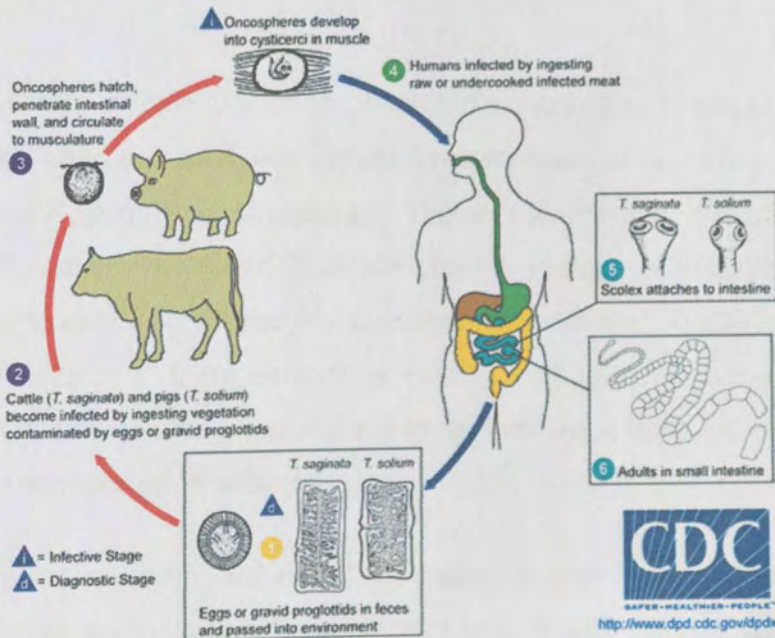 i
Oncospheres develop
into cysticerci in muscle
4
Humans infected by ingesting
raw or undercooked infected meat
Oncospheres hatch,
penetrate intestinal
wall, and circulate
to musculature
3
T. saginata T. solium
5
Scolex attaches to intestine
2
Cattle (T. saginata) and pigs (T. solium)
become infected by ingesting vegetation
contaminated by eggs or gravid proglottids
6 Adults in small intestine
T. saginata T. solium
d
1
i = Infective Stage
d = Diagnostic Stage
Eggs or gravid proglottids in feces
and passed into environment
CDC
SAFER • HEALTHIER • PEOPLE™
http://www.dpd.cdc.gov/dpdx